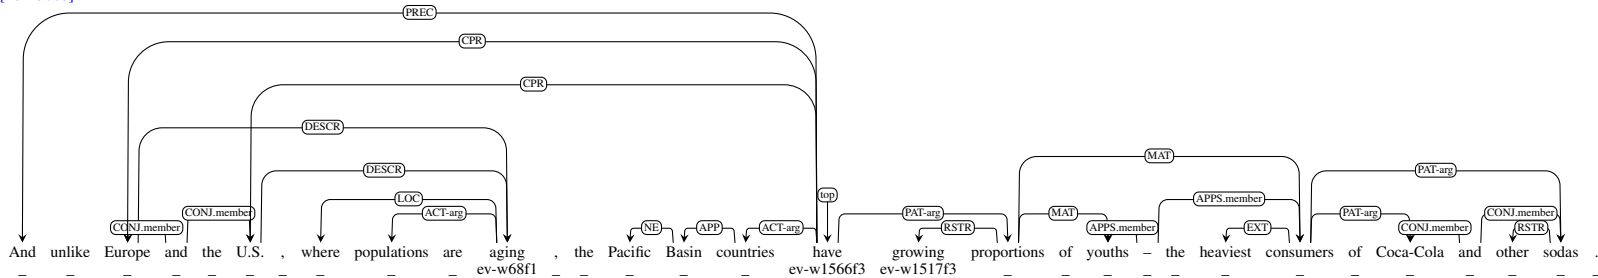 PREC
CPR
CPR
DESCR
MAT
DESCR PAT-arg
top
LOC APPS.member
CONJ.member ACT-arg PAT-arg MAT PAT-arg CONJ.member
CONJ.member NE APP ACT-arg RSTR APPS.member EXT CONJ.member RSTR
And unlike Europe and the U.S. , where populations are aging , the Pacific Basin countries have growing proportions of youths – the heaviest consumers of Coca-Cola and other sodas .
ev-w68f1 ev-w1566f3 ev-w1517f3